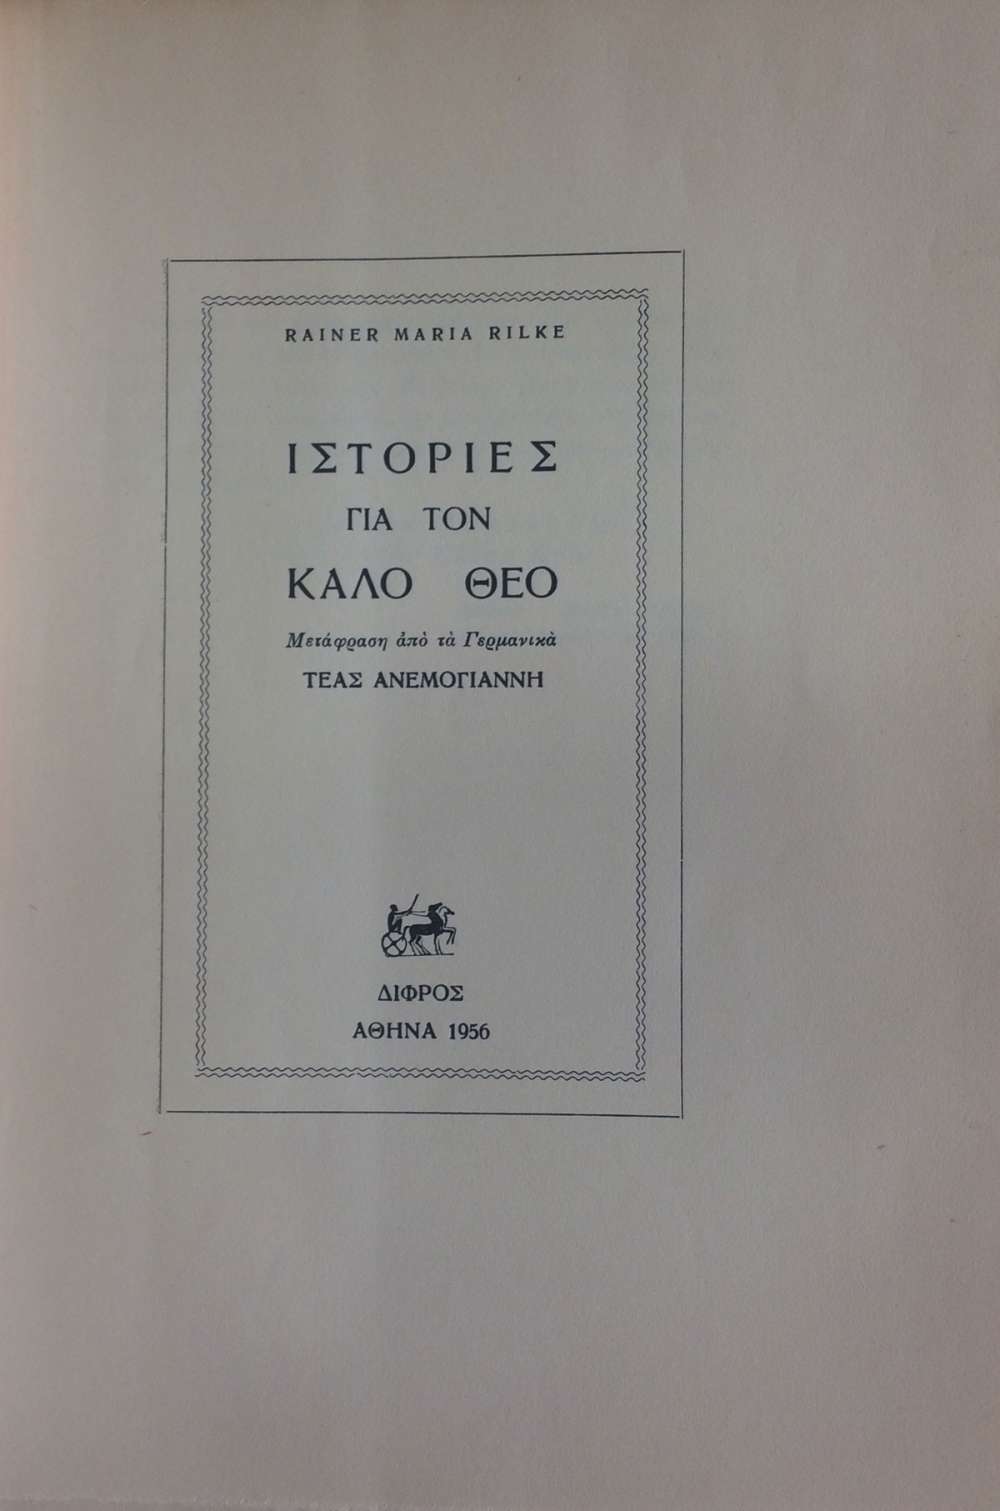 RAINER MARIA RILKE
ΙΣΤΟΡΙΕΣ
ΓΙΑ ΤΟΝ
ΚΑΛΟ ΘΕΟ
Μετάφραση ἀπὸ τὰ Γερμανικὰ
ΤΕΑΣ ΑΝΕΜΟΓΙΑΝΝΗ
ΔΙΦΡΟΣ
ΑΘΗΝΑ 1956